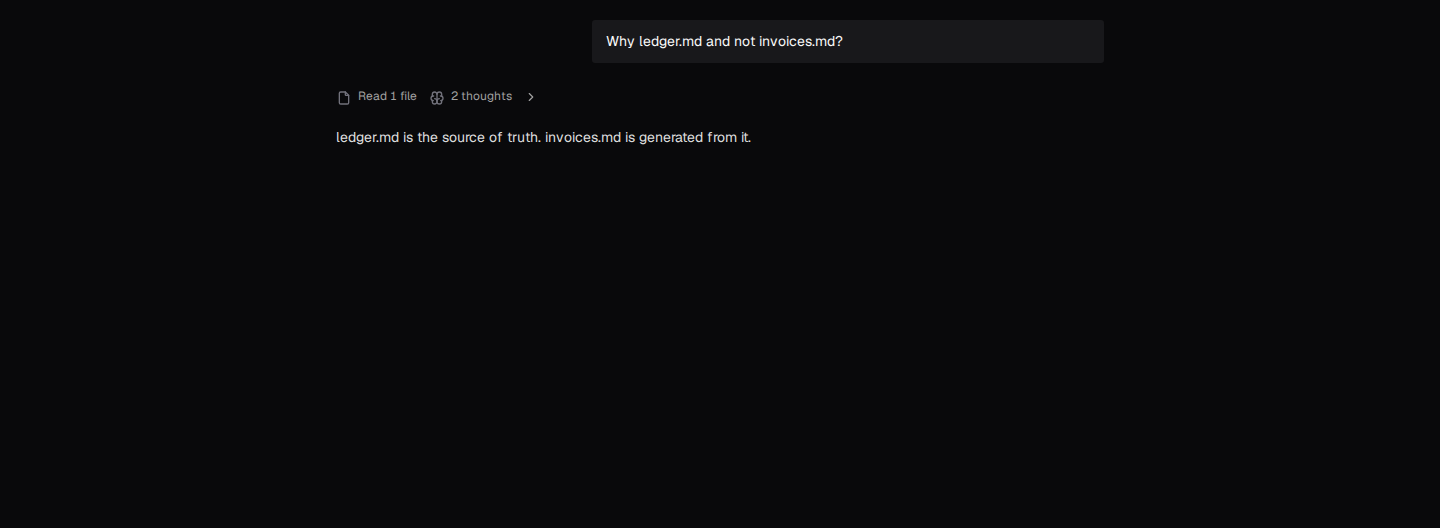 Why ledger.md and not invoices.md?
Read 1 file 2 thoughts
ledger.md is the source of truth. invoices.md is generated from it.